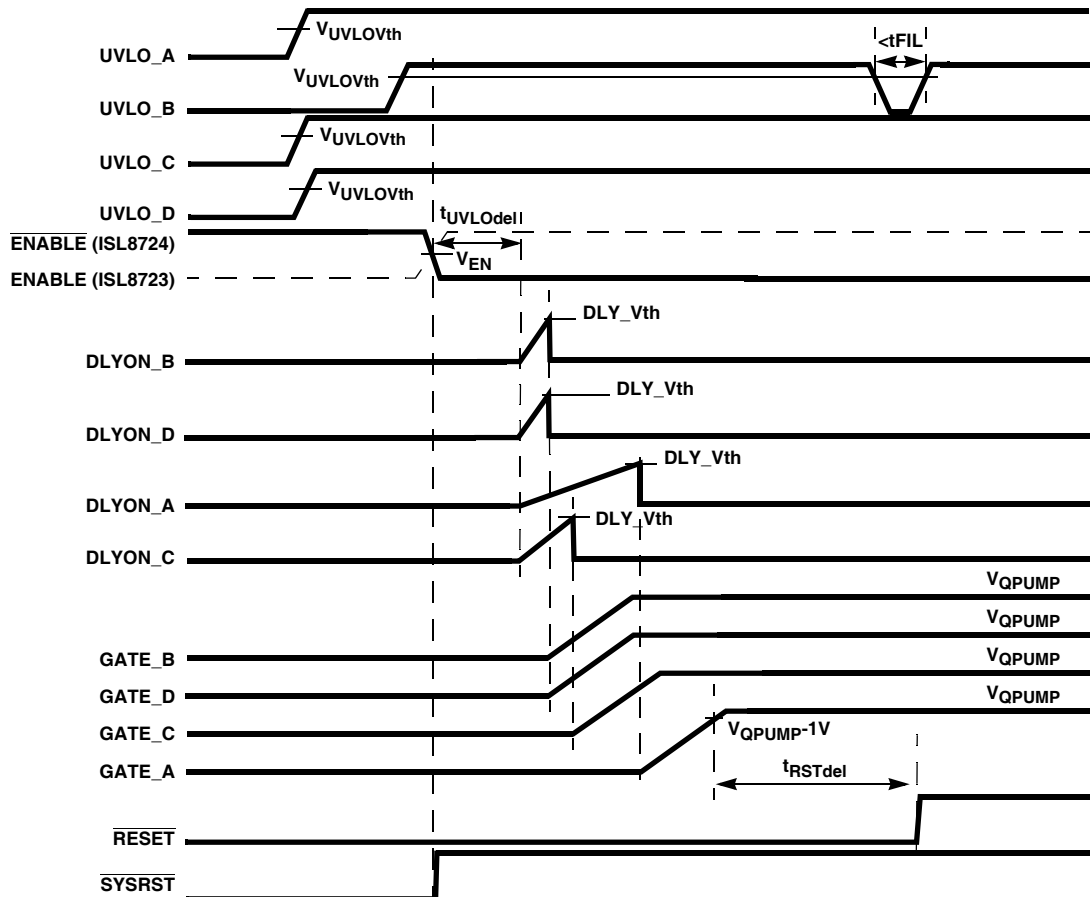 VUVLOVth
UVLO_A
<tFIL
VUVLOVth
UVLO_B
VUVLOVth
UVLO_C
VUVLOVth
UVLO_D
tUVLOdel
ENABLE (ISL8724)
VEN
ENABLE (ISL8723)
DLY_Vth
DLYON_B
DLY_Vth
DLYON_D
DLY_Vth
DLYON_A
DLY_Vth
DLYON_C
VQPUMP
VQPUMP
GATE_B
VQPUMP
GATE_D
VQPUMP
GATE_C
VQPUMP-1V
GATE_A
tRSTdel
RESET
SYSRST